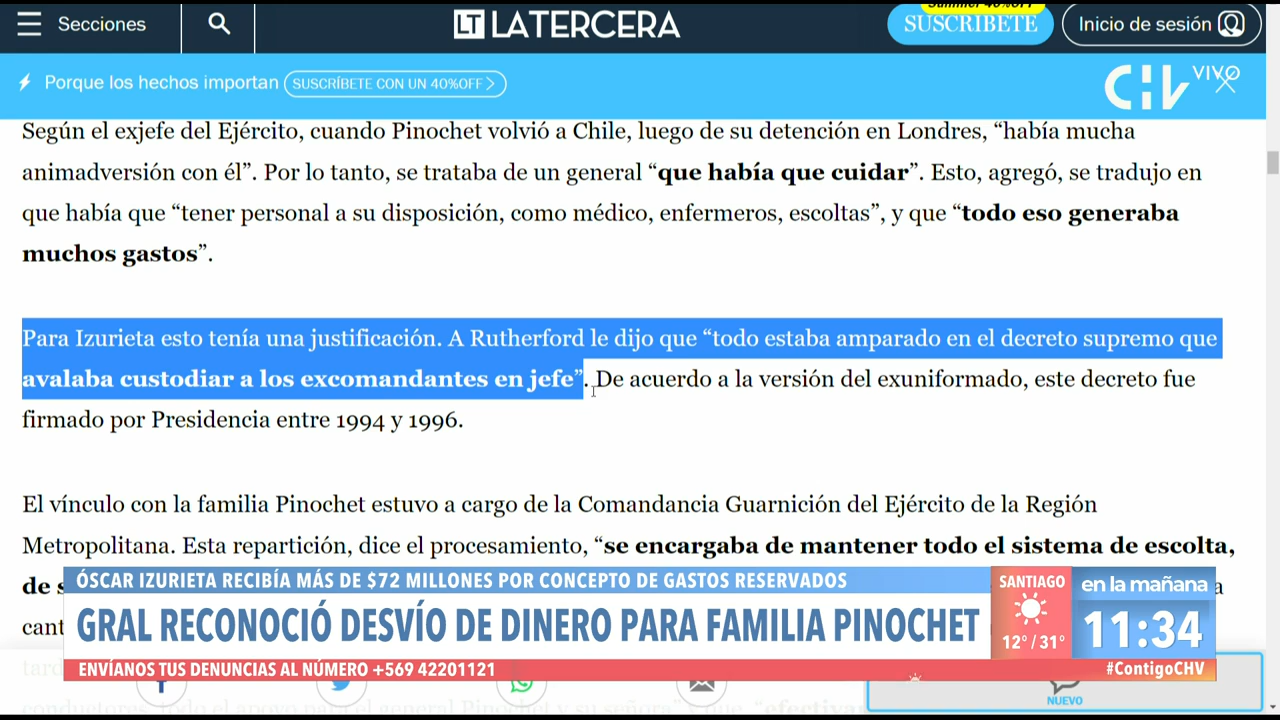 Secciones
LT LATERCERA
Summer 40%OFF
SUSCRÍBETE
Inicio de sesión
Porque los hechos importan
SUSCRÍBETE CON UN 40%OFF
CHV VIVO
Según el exjefe del Ejército, cuando Pinochet volvió a Chile, luego de su detención en Londres, “había mucha
animadversión con él”. Por lo tanto, se trataba de un general “que había que cuidar”. Esto, agregó, se tradujo en
que había que “tener personal a su disposición, como médico, enfermeros, escoltas”, y que “todo eso generaba
muchos gastos”.
Para Izurieta esto tenía una justificación. A Rutherford le dijo que “todo estaba amparado en el decreto supremo que
avalaba custodiar a los excomandantes en jefe”. De acuerdo a la versión del exuniformado, este decreto fue
firmado por Presidencia entre 1994 y 1996.
El vínculo con la familia Pinochet estuvo a cargo de la Comandancia Guarnición del Ejército de la Región
Metropolitana. Esta repartición, dice el procesamiento, “se encargaba de mantener todo el sistema de escolta,
de
ÓSCAR IZURIETA RECIBÍA MÁS DE $72 MILLONES POR CONCEPTO DE GASTOS RESERVADOS
GRAL RECONOCIÓ DESVÍO DE DINERO PARA FAMILIA PINOCHET
SANTIAGO
12°/31°
en la mañana
11:34
ENVÍANOS TUS DENUNCIAS AL NÚMERO +569 42201121
#ContigoCHV
NUEVO